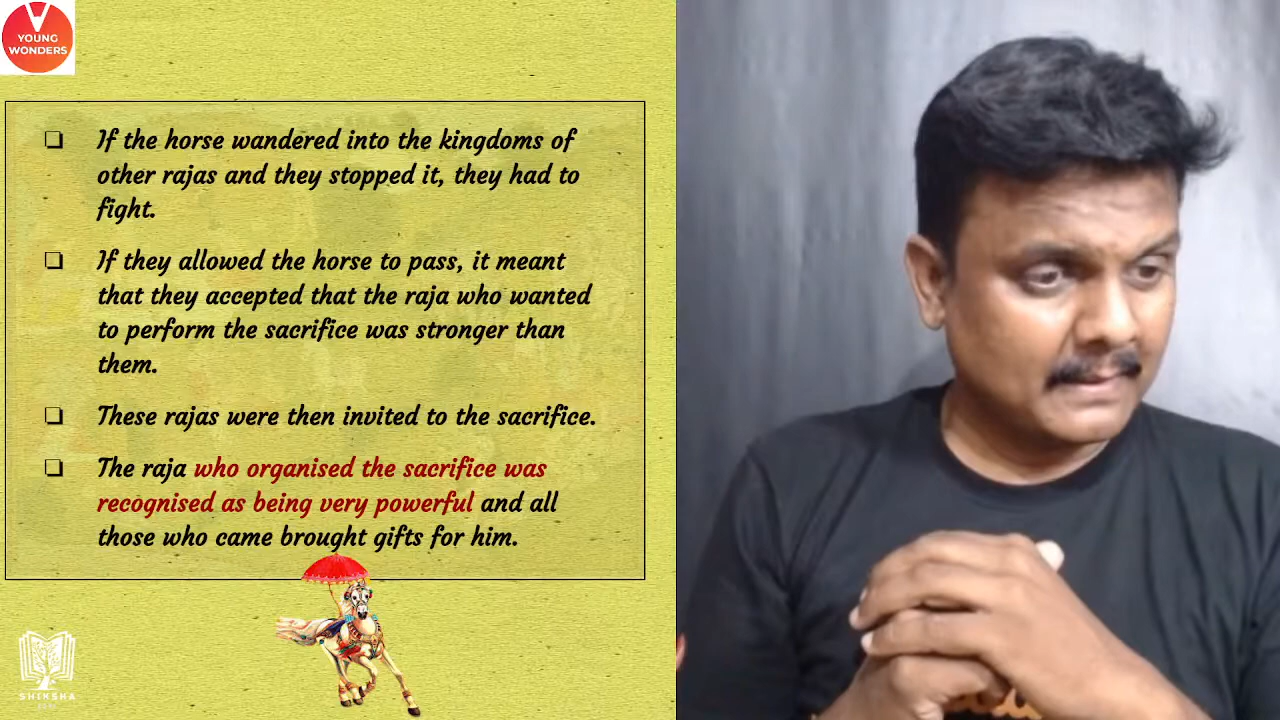 YOUNG
WONDERS
If the horse wandered into the kingdoms of
other rajas and they stopped it, they had to
fight.
If they allowed the horse to pass, it meant
that they accepted that the raja who wanted
to perform the sacrifice was stronger than
them.
These rajas were then invited to the sacrifice.
The raja who organised the sacrifice was
recognised as being very powerful and all
those who came brought gifts for him.
SHIKSHA